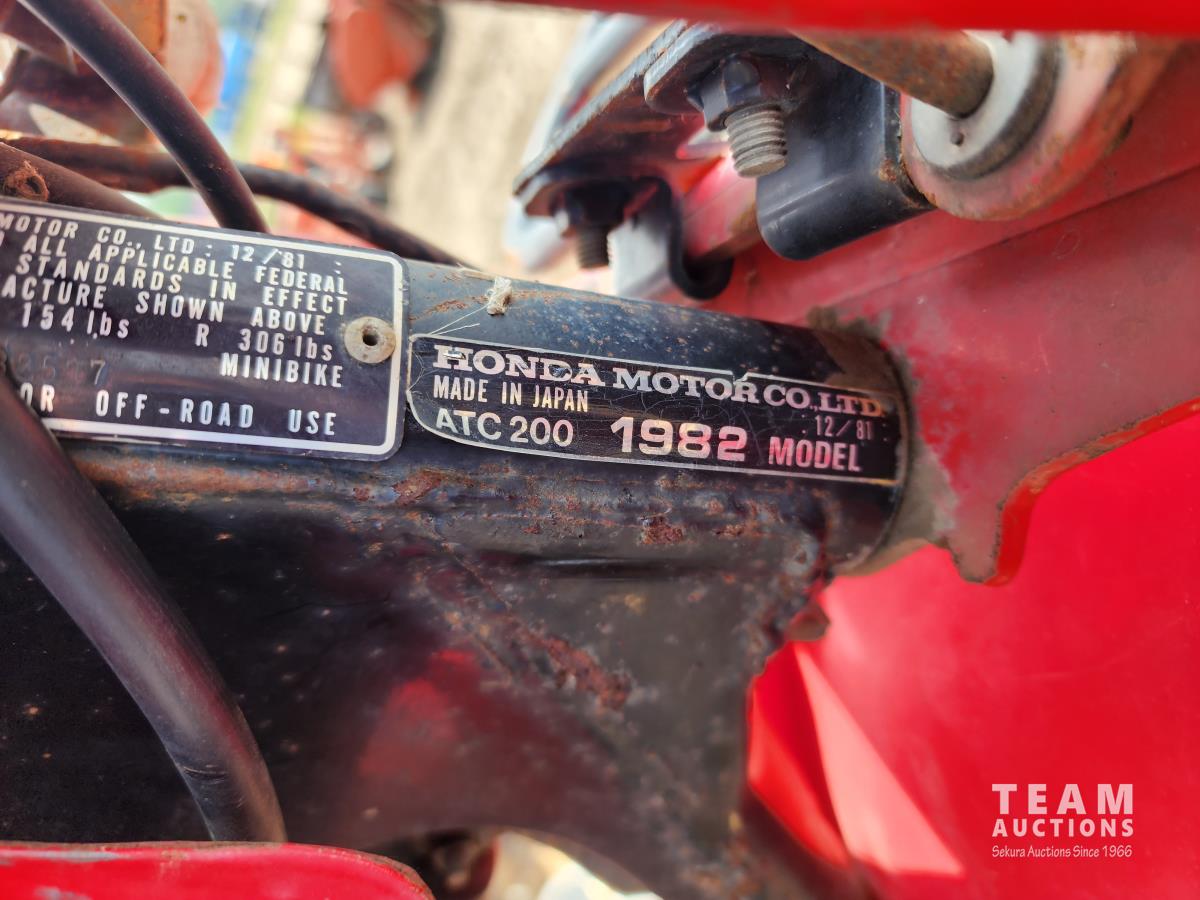 MOTOR CO., LTD. 12/81
ALL APPLICABLE FEDERAL
STANDARDS IN EFFECT
ACTURE SHOWN ABOVE
154 lbs R 306 lbs
MINIBIKE
OR OFF-ROAD USE
HONDA MOTOR CO., LTD.
MADE IN JAPAN 12/81
ATC 200 1982 MODEL
TEAM
AUCTIONS
Sekura Auctions Since 1966